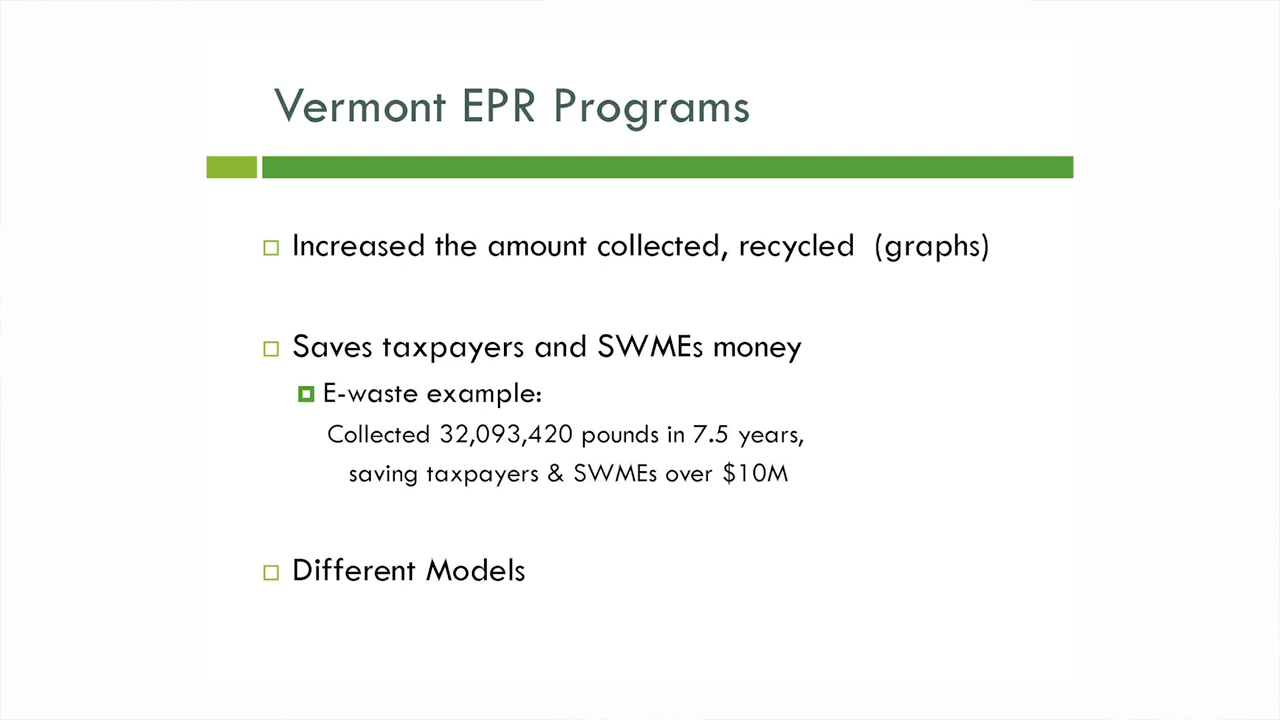 Vermont EPR Programs
Increased the amount collected, recycled (graphs)
Saves taxpayers and SWMEs money
E-waste example:
Collected 32,093,420 pounds in 7.5 years,
saving taxpayers & SWMEs over $10M
Different Models